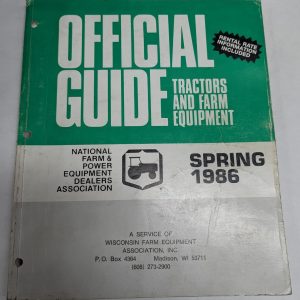 OFFICIAL
GUIDE
TRACTORS
AND FARM
EQUIPMENT
RENTAL RATE
INFORMATION
INCLUDED
NATIONAL
FARM &
POWER
EQUIPMENT
DEALERS
ASSOCIATION
SPRING
1986
A SERVICE OF
WISCONSIN FARM EQUIPMENT
ASSOCIATION, INC.
P. O. Box 4364 Madison, WI 53711
(608) 273-2900